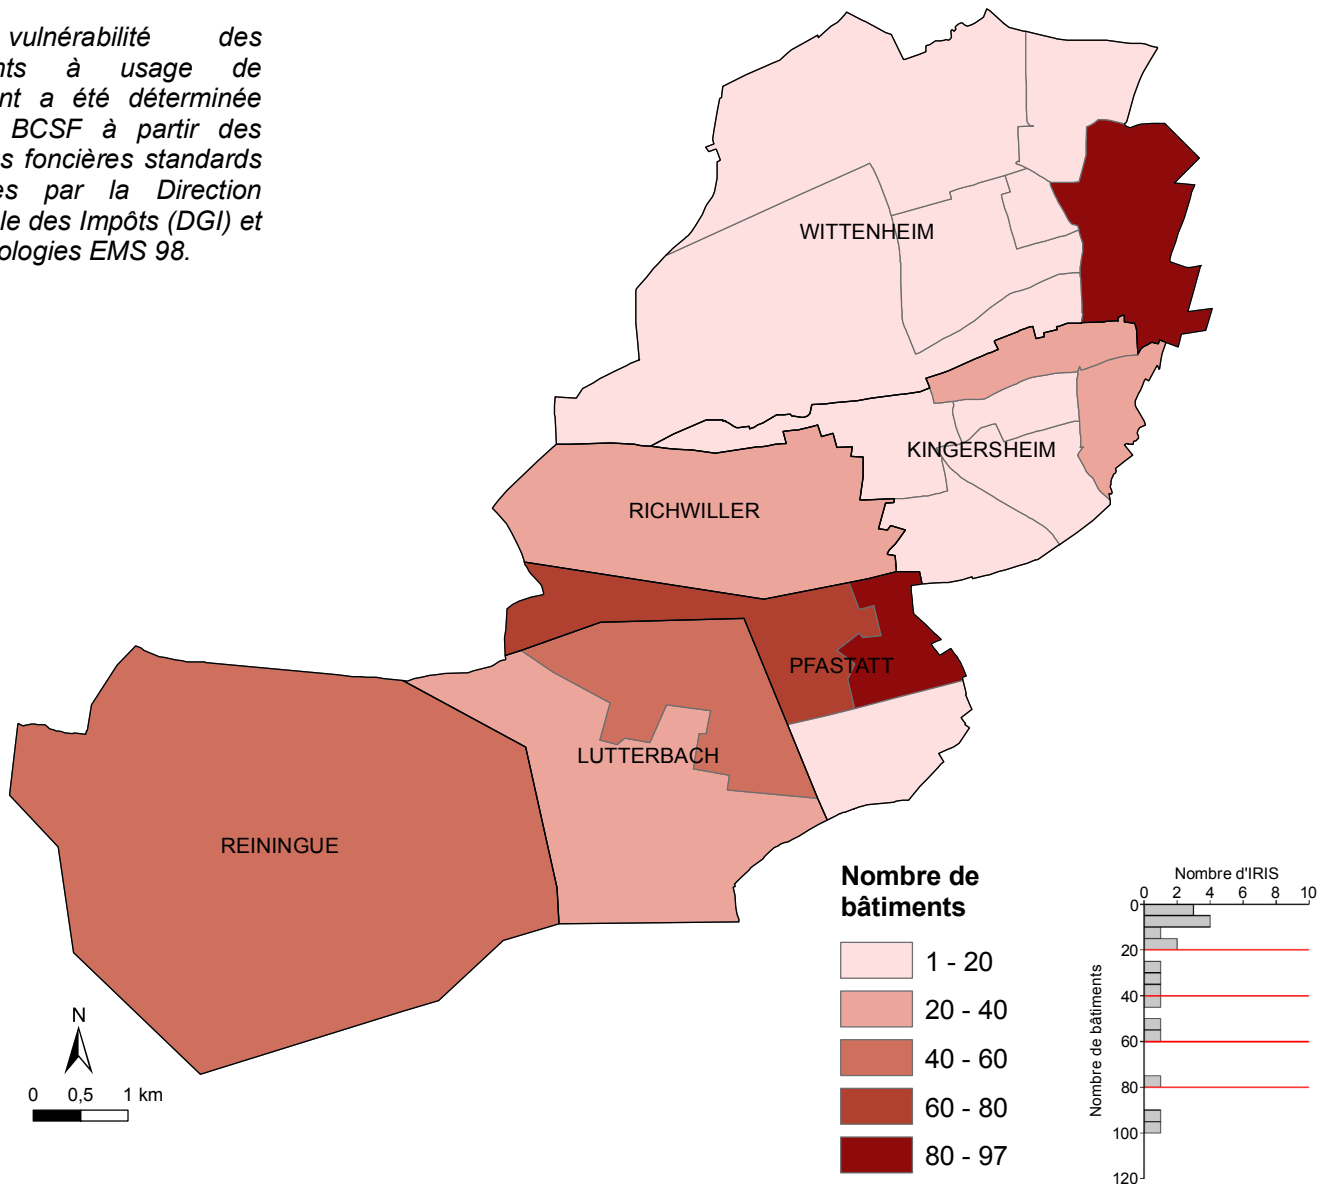 vulnérabilité des
nts à usage de
nt a été déterminée
BCSF à partir des
s foncières standards
es par la Direction
le des Impôts (DGI) et
ologies EMS 98.
WITTENHEIM
KINGERSHEIM
RICHWILLER
PFASTATT
LUTTERBACH
REININGUE
N
0 0,5 1 km
Nombre de
bâtiments
1 - 20
20 - 40
40 - 60
60 - 80
80 - 97
Nombre d'IRIS
0 2 4 6 8 10
Nombre de bâtiments
0
20
40
60
80
100
120